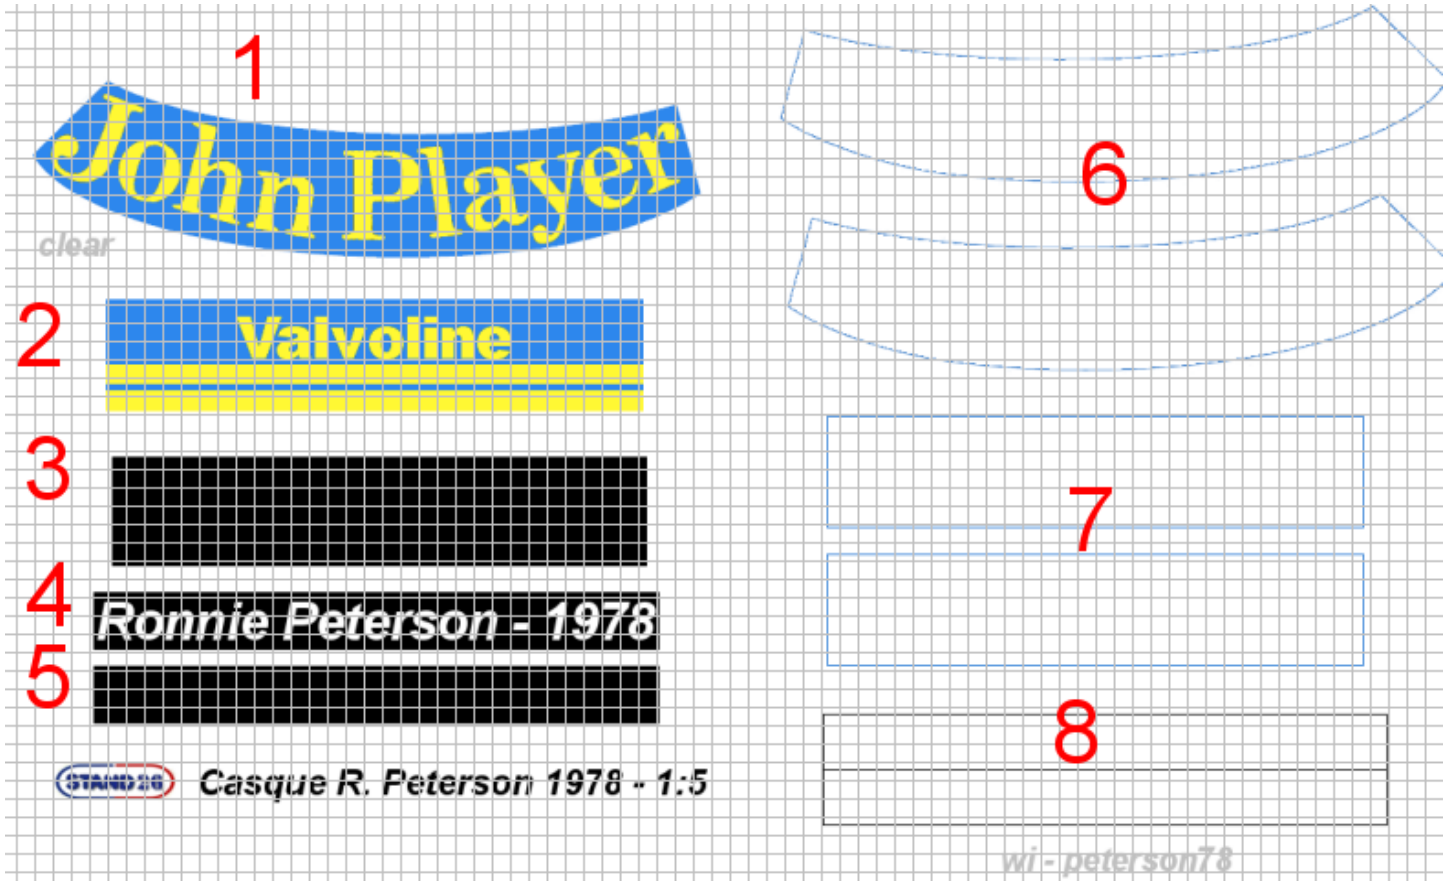 1
John Player
clear
6
2
Valvoline
3
7
4
Ronnie Peterson - 1978
5
8
STAND 26 Casque R. Peterson 1978 - 1:5
wi - peterson78